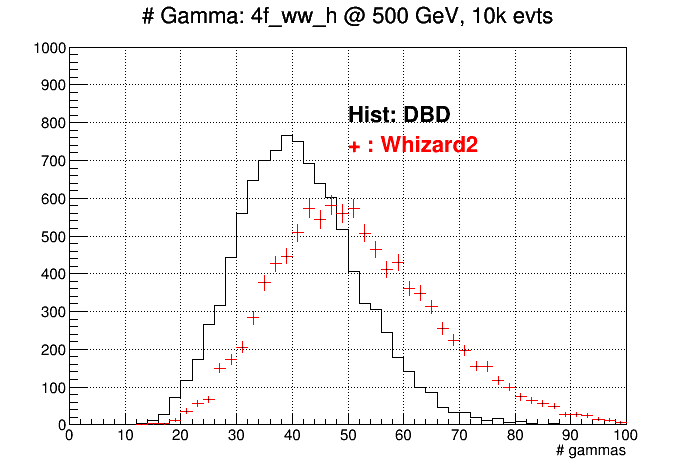 # Gamma: 4f_ww_h @ 500 GeV, 10k evts
1000
900
800
700
600
500
400
300
200
100
0
Hist: DBD
+ : Whizard2
0 10 20 30 40 50 60 70 80 90 100
# gammas